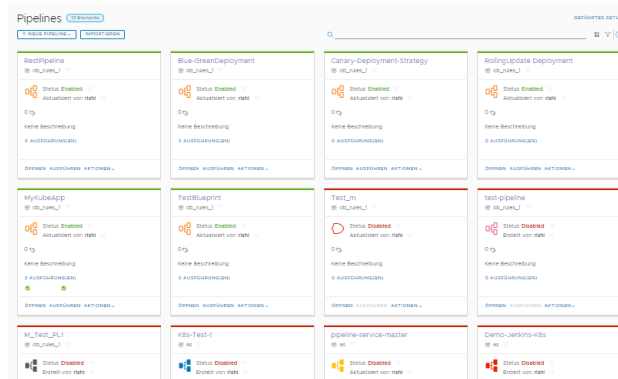 Pipelines 12 Elemente
GEFÜHRTES SETU
NEUE PIPELINE IMPORTIEREN
RestPipeline
ob_rules_1
Status Enabled
Aktualisiert von rishi
0
Keine Beschreibung
0 AUSFÜHRUNG(EN)
ÖFFNEN AUSFÜHREN AKTIONEN
Blue-GreenDeployment
ob_rules_1
Status Enabled
Aktualisiert von rishi
0
Keine Beschreibung
0 AUSFÜHRUNG(EN)
ÖFFNEN AUSFÜHREN AKTIONEN
Canary-Deployment-Strategy
ob_rules_1
Status Enabled
Aktualisiert von rishi
0
Keine Beschreibung
0 AUSFÜHRUNG(EN)
ÖFFNEN AUSFÜHREN AKTIONEN
RollingUpdate Deployment
ob_rules_1
Status Enabled
Aktualisiert von rishi
0
Keine Beschreibung
0 AUSFÜHRUNG(EN)
ÖFFNEN AUSFÜHREN AKTIONEN
MyKubeApp
ob_rules_1
Status Enabled
Aktualisiert von rishi
0
Keine Beschreibung
2 AUSFÜHRUNG(EN)
ÖFFNEN AUSFÜHREN AKTIONEN
TestBlueprint
ob_rules_1
Status Enabled
Aktualisiert von rishi
0
Keine Beschreibung
0 AUSFÜHRUNG(EN)
ÖFFNEN AUSFÜHREN AKTIONEN
Test_m
ob_rules_1
Status Disabled
Aktualisiert von rishi
0
Keine Beschreibung
0 AUSFÜHRUNG(EN)
ÖFFNEN AUSFÜHREN AKTIONEN
test-pipeline
ob_rules_1
Status Disabled
Erstellt von rishi
0
Keine Beschreibung
0 AUSFÜHRUNG(EN)
ÖFFNEN AUSFÜHREN AKTIONEN
M_Test_PL1
ob_rules_1
Status Disabled
Erstellt von rishi
K8s-Test-1
es
Status Disabled
Erstellt von rishi
pipeline-service-master
es
Status Disabled
Aktualisiert von rishi
Demo-Jenkins-K8s
es
Status Disabled
Erstellt von rishi